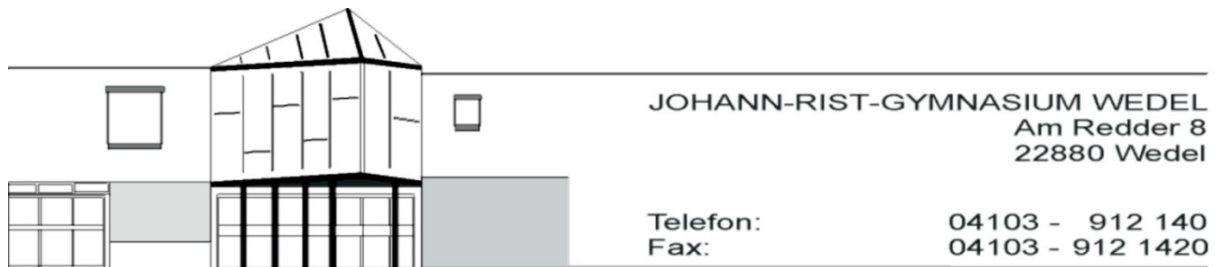 JOHANN-RIST-GYMNASIUM WEDEL
Am Redder 8
22880 Wedel
Telefon: 04103 - 912 140
Fax: 04103 - 912 1420